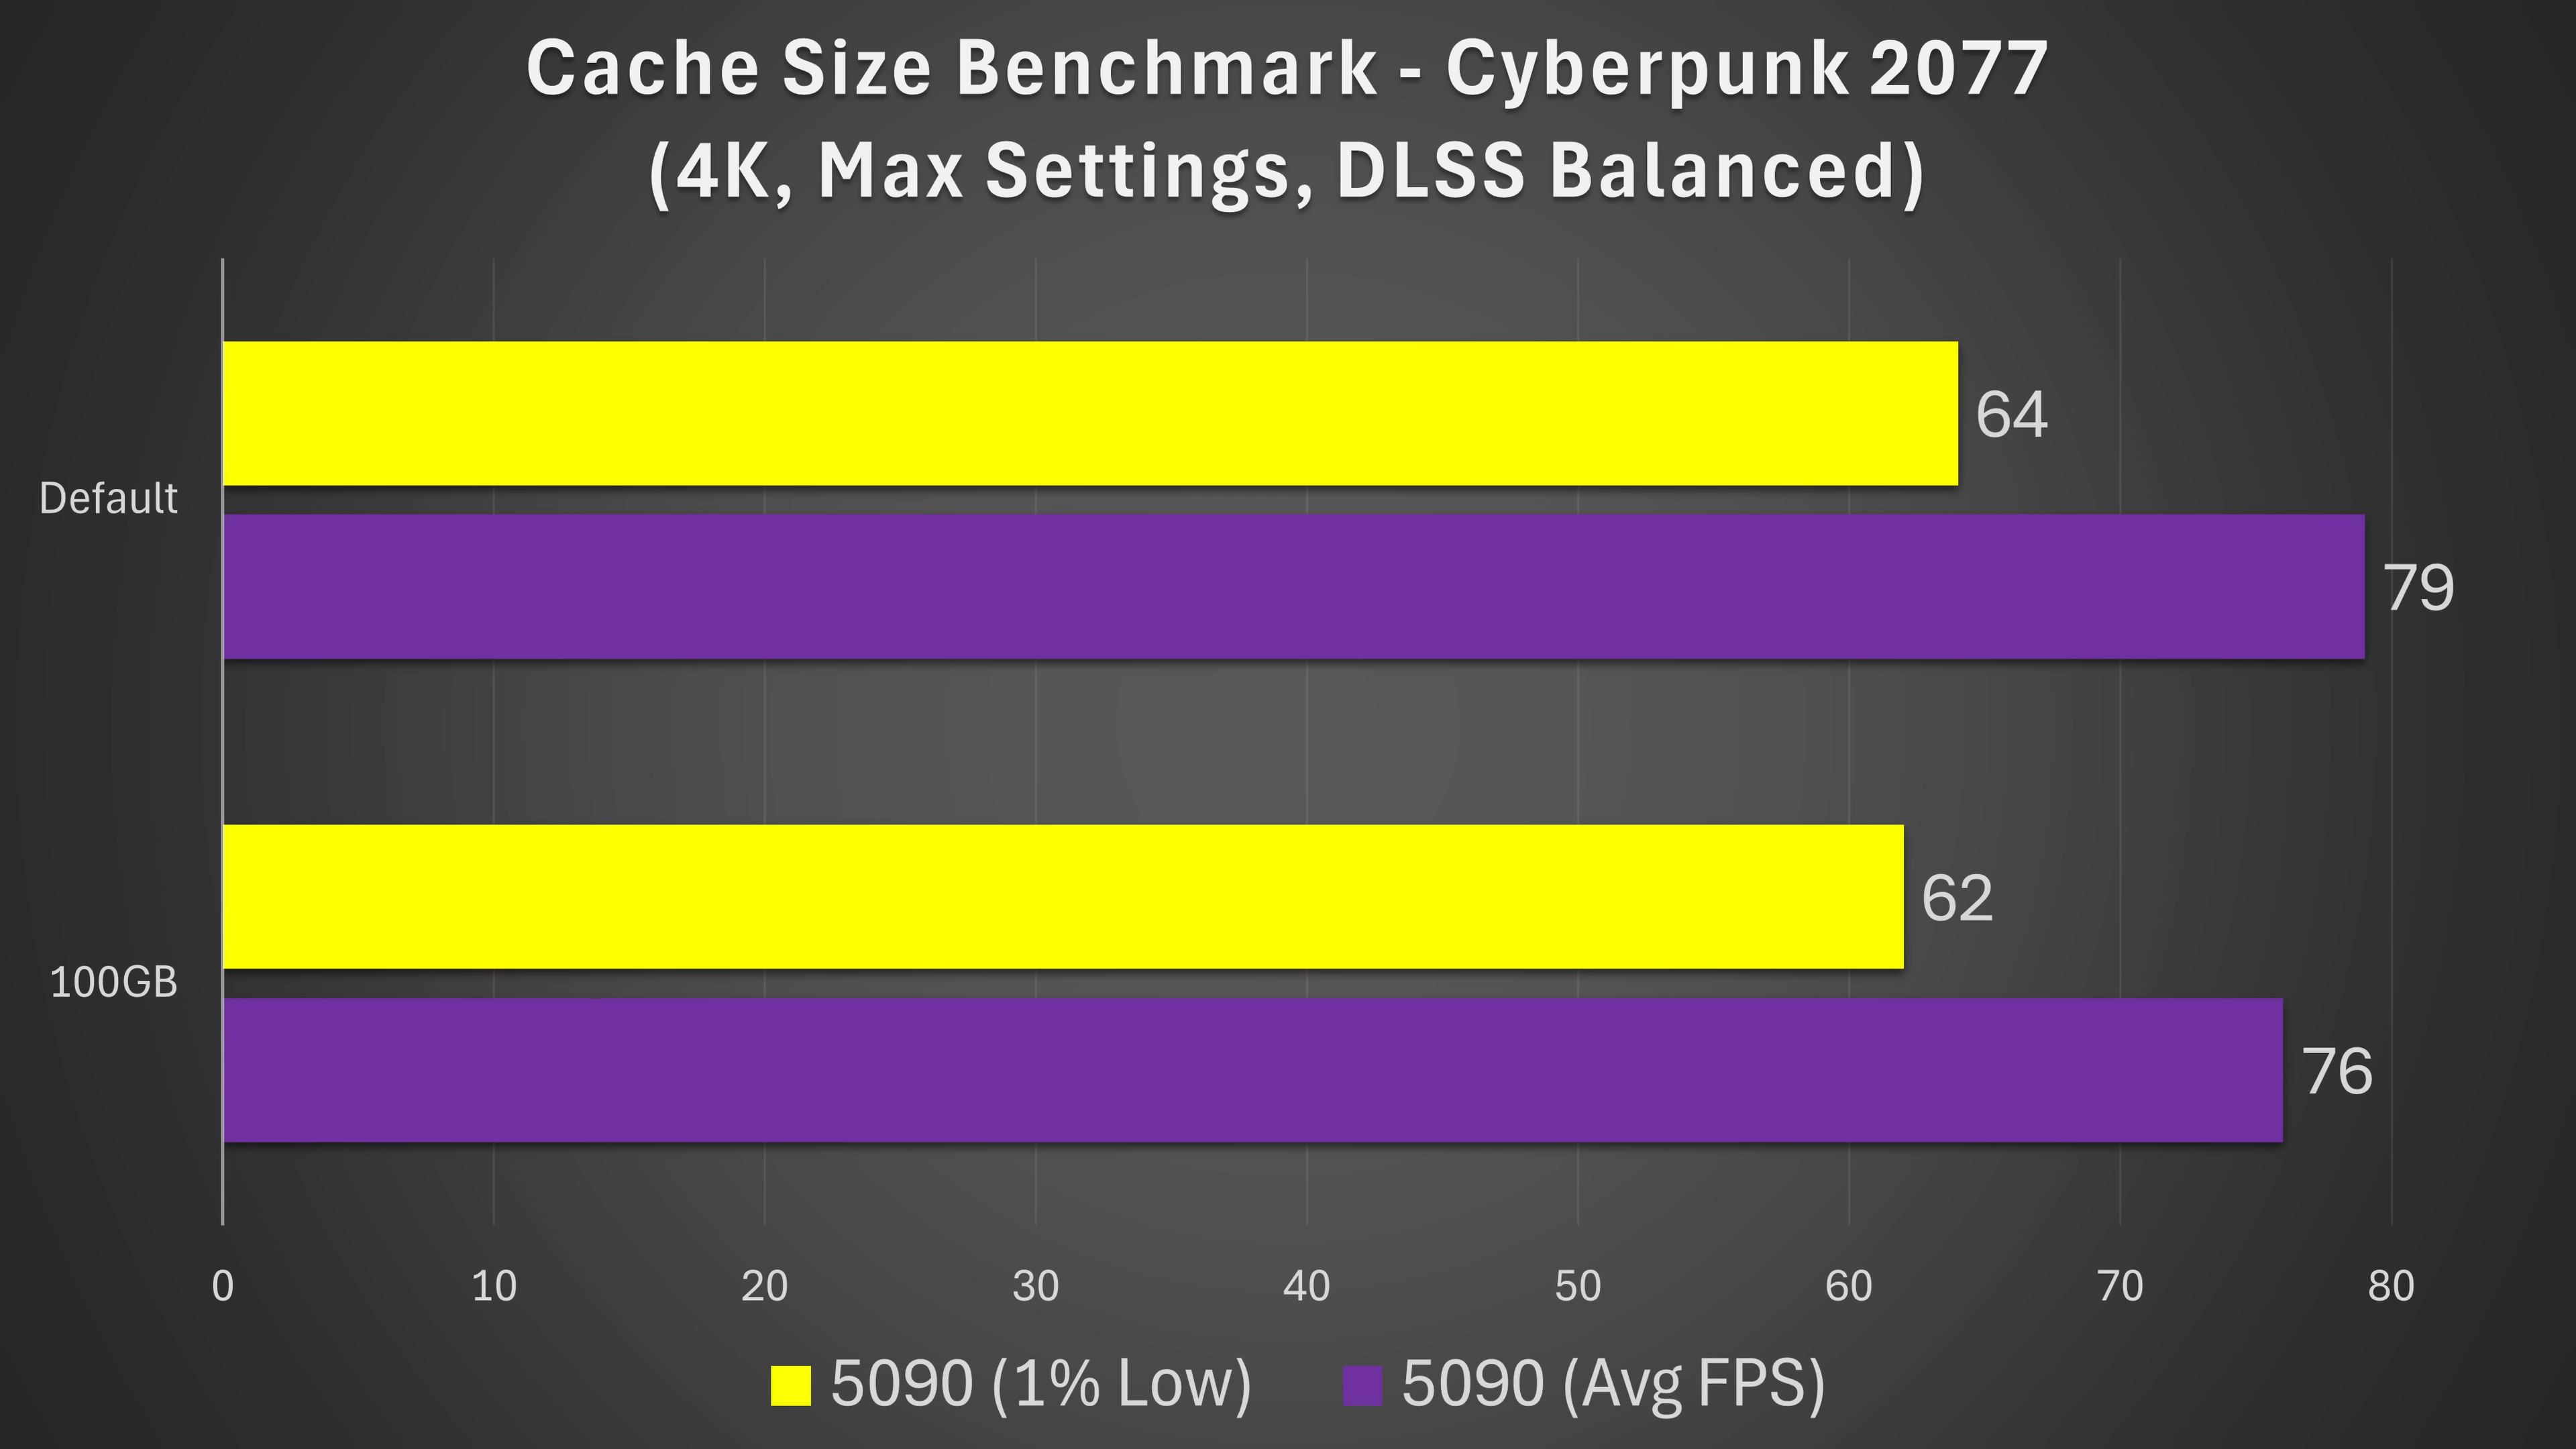 Cache Size Benchmark - Cyberpunk 2077
(4K, Max Settings, DLSS Balanced)
64
Default
79
62
100GB
76
0 10 20 30 40 50 60 70 80
5090 (1% Low) 5090 (Avg FPS)